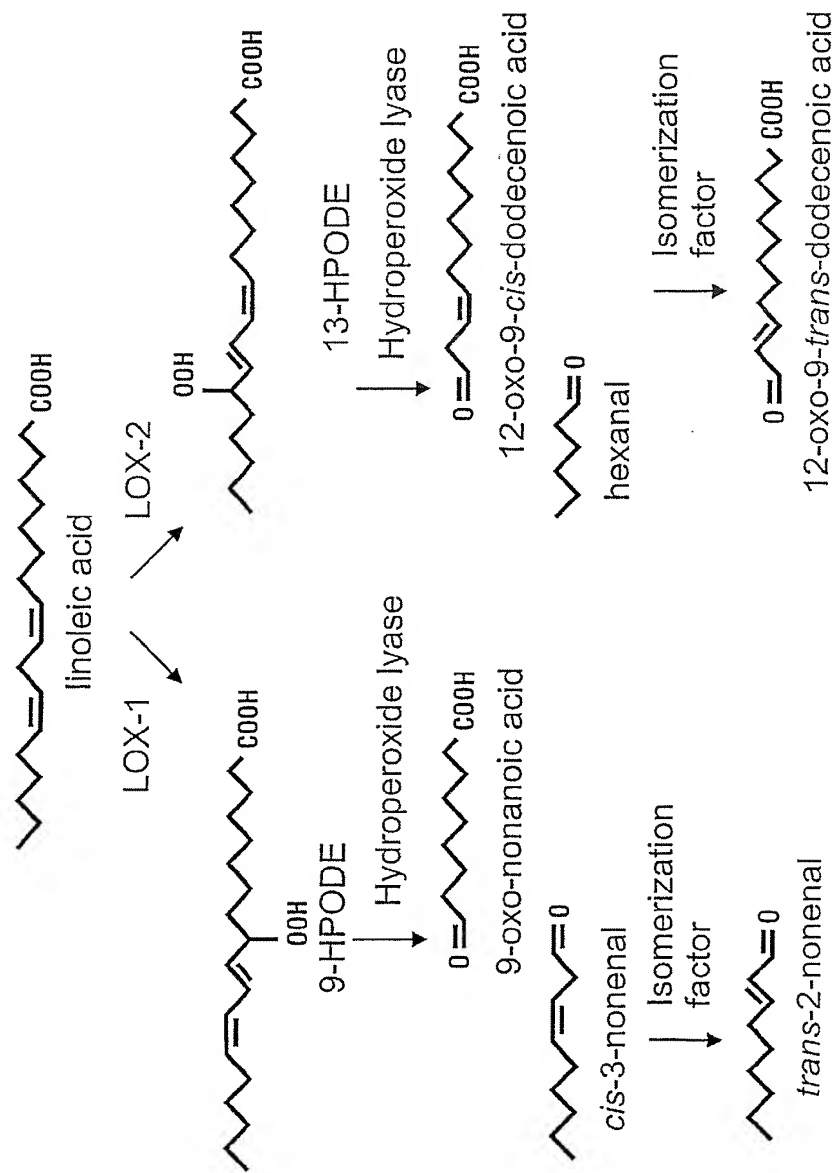 COOH
linoleic acid
LOX-1
LOX-2
COOH
OOH
9-HPODE
Hydroperoxide lyase
O
COOH
9-oxo-nonanoic acid
O
cis-3-nonenal
Isomerization
factor
O
trans-2-nonenal
OOH
COOH
13-HPODE
Hydroperoxide lyase
O
COOH
12-oxo-9-cis-dodecenoic acid
O
hexanal
Isomerization
factor
O
COOH
12-oxo-9-trans-dodecenoic acid